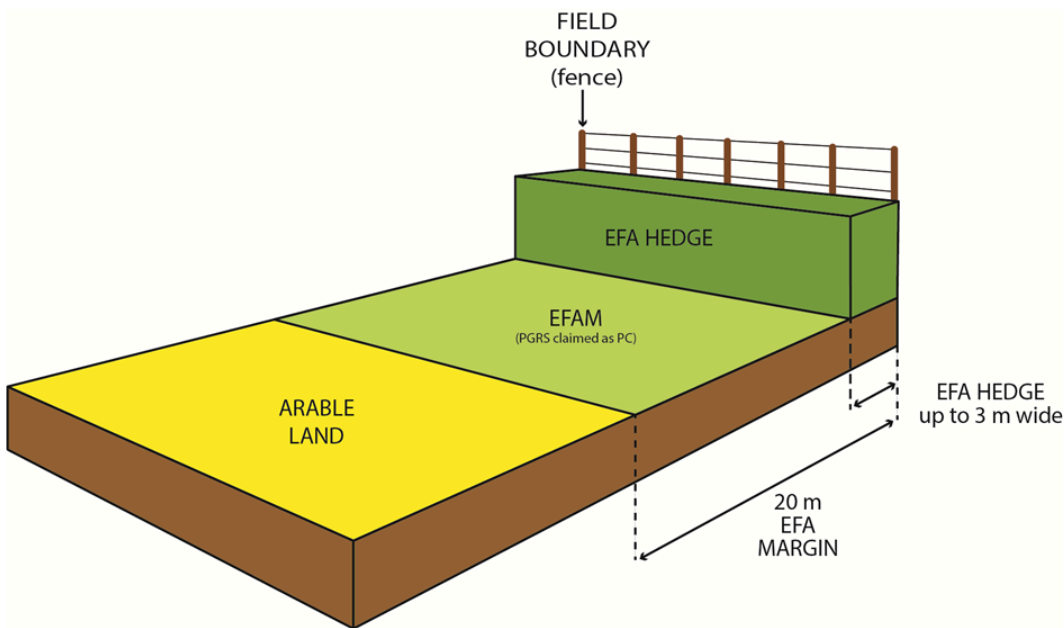 FIELD
BOUNDARY
(fence)
EFA HEDGE
EFAM
(PGRS claimed as PC)
ARABLE
LAND
EFA HEDGE
up to 3 m wide
20 m
EFA
MARGIN